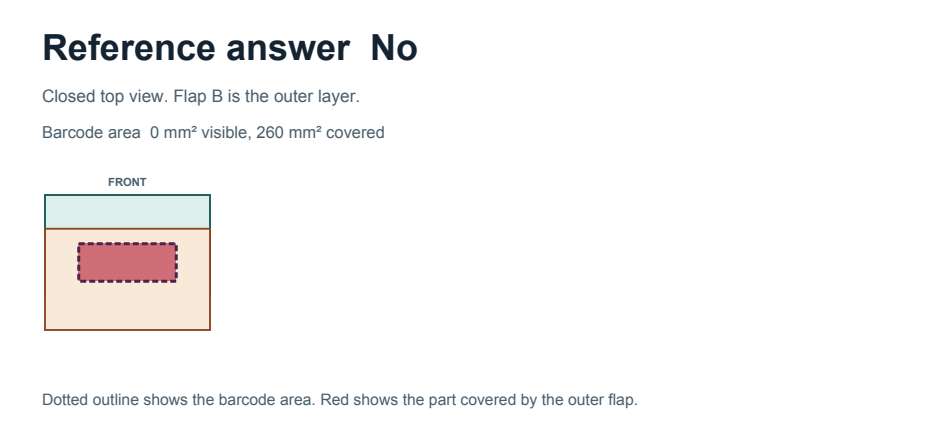 Reference answer  No
Closed top view. Flap B is the outer layer.
Barcode area  0 mm² visible, 260 mm² covered
FRONT
Dotted outline shows the barcode area. Red shows the part covered by the outer flap.